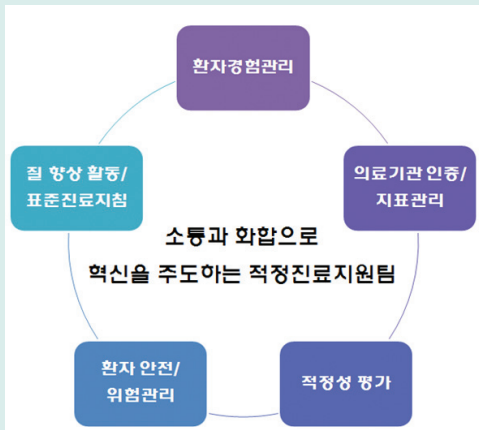 환자경험관리
질 향상 활동/
표준진료지침
의료기관 인증/
지표관리
소통과 화합으로
혁신을 주도하는 적정진료지원팀
환자 안전/
위험관리
적정성 평가